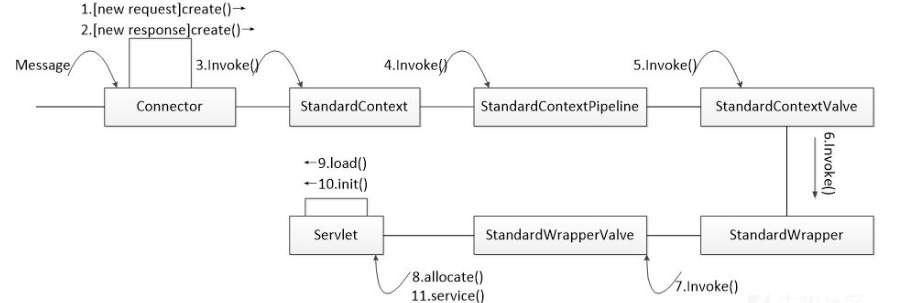 1.[new request]create()→
2.[new response]create()→
Message
3.Invoke()
4.Invoke()
5.Invoke()
Connector
StandardContext
StandardContextPipeline
StandardContextValve
6.Invoke()
←9.load()
←10.init()
Servlet
StandardWrapperValve
StandardWrapper
8.allocate()
11.service()
7.Invoke()